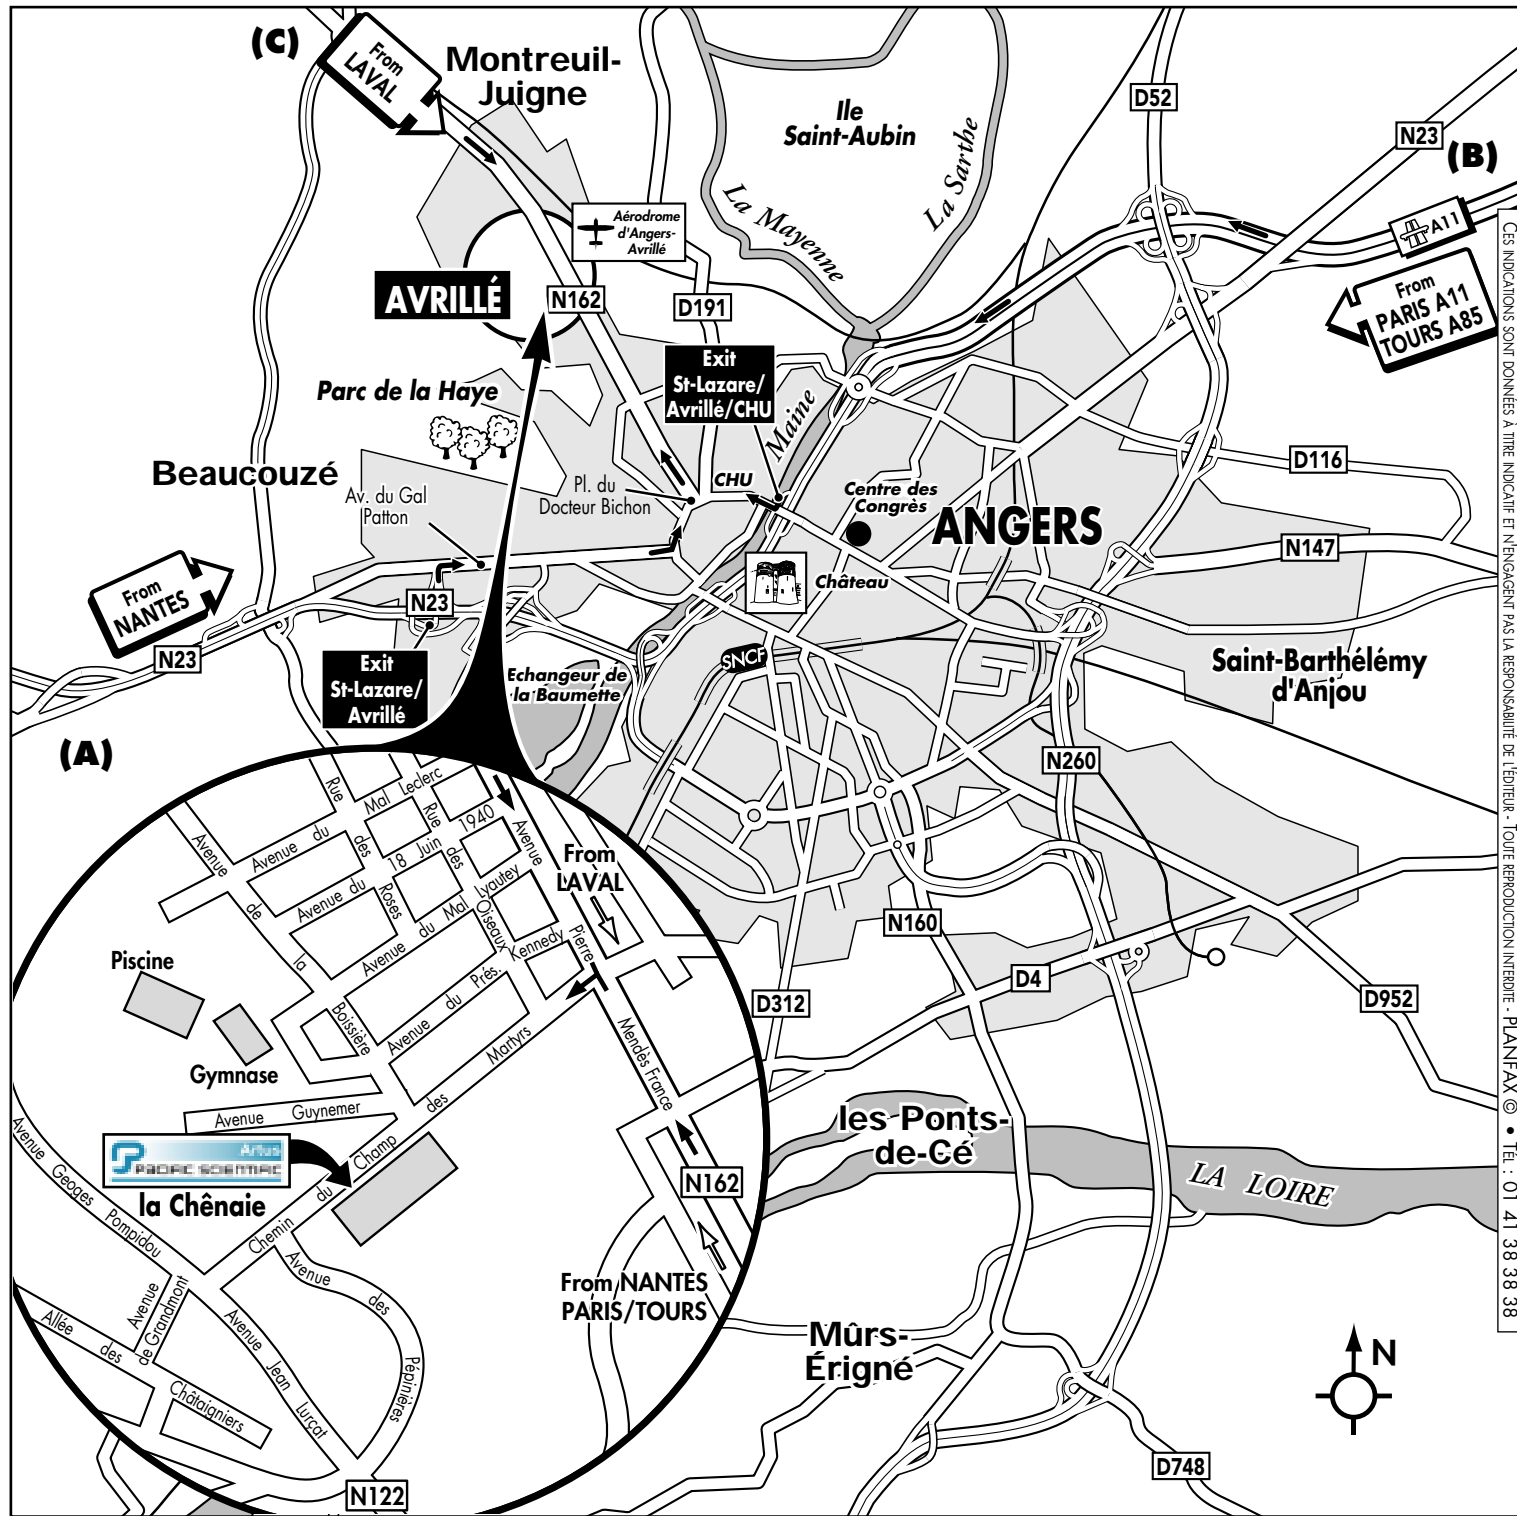 (C)
From
LAVAL
Montreuil-
Juigne
Ile
Saint-Aubin
La Mayenne
La Sarthe
D52
N23
(B)
A11
From
PARIS A11
TOURS A85
Aérodrome
d'Angers-
Avrillé
AVRILLÉ
N162
D191
Exit
St-Lazare/
Avrillé/CHU
Maine
Parc de la Haye
Beaucouzé
Av. du Gal
Patton
Pl. du
Docteur Bichon
CHU
Centre des
Congrès
ANGERS
D116
N147
Château
From
NANTES
N23
N23
Exit
St-Lazare/
Avrillé
Echangeur de
la Baumette
SNCF
Saint-Barthélémy
d'Anjou
N260
(A)
Rue
des
Roses
Avenue du Mal Leclerc
Rue
des
Oiseaux
Avenue du 18 Juin 1940
Avenue du Mal Lyautey
Avenue du Prés. Kennedy
Avenue
de
la
Boissière
Avenue
Pierre
Mendès France
From
LAVAL
Piscine
Gymnase
Avenue Guynemer
Chemin du Champ des Martyrs
Artus
PACIFIC SCIENTIFIC
la Chênaie
Avenue Geoges Pompidou
Avenue
de Grandmont
Allée des Châtaigniers
Avenue Jean Lurçat
Avenue des Pépinières
N122
N162
From NANTES
PARIS/TOURS
N160
D4
D312
D952
les Ponts-
de-Cé
LA LOIRE
Mûrs-
Érigné
D748
N
CES INDICATIONS SONT DONNÉES À TITRE INDICATIF ET N'ENGAGENT PAS LA RESPONSABILITÉ DE L'ÉDITEUR - TOUTE REPRODUCTION INTERDITE - PLANFAX © • TÉL : 01 41 38 38 38